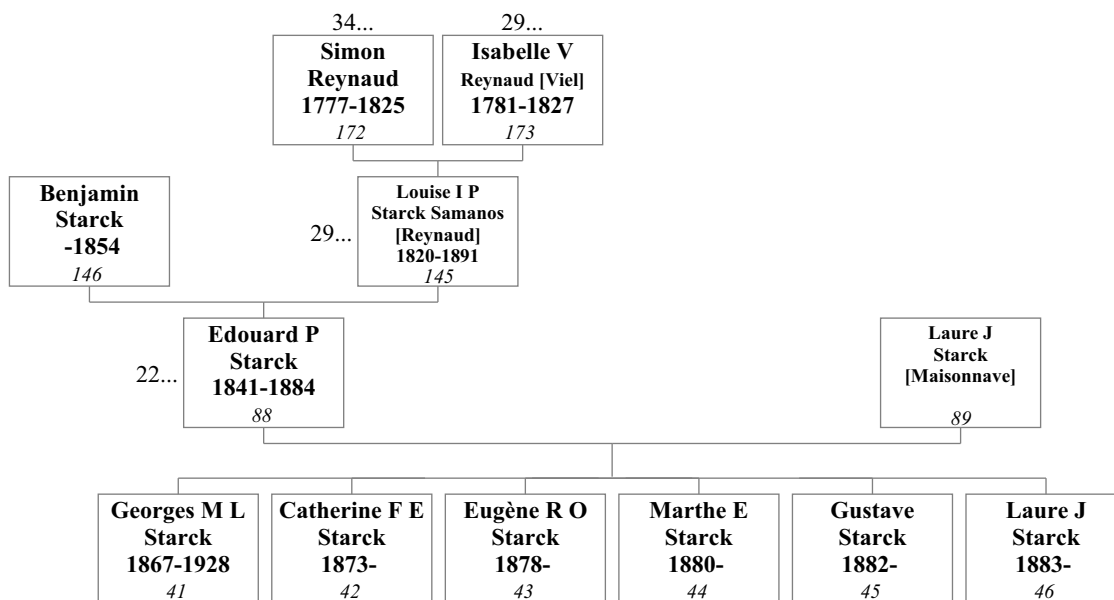 34...
29...
Simon
Reynaud
1777-1825
172
Isabelle V
Reynaud [Viel]
1781-1827
173
Benjamin
Starck
-1854
146
29...
Louise I P
Starck Samanos
[Reynaud]
1820-1891
145
22...
Edouard P
Starck
1841-1884
88
Laure J
Starck
[Maisonnave]
89
Georges M L
Starck
1867-1928
41
Catherine F E
Starck
1873-
42
Eugène R O
Starck
1878-
43
Marthe E
Starck
1880-
44
Gustave
Starck
1882-
45
Laure J
Starck
1883-
46